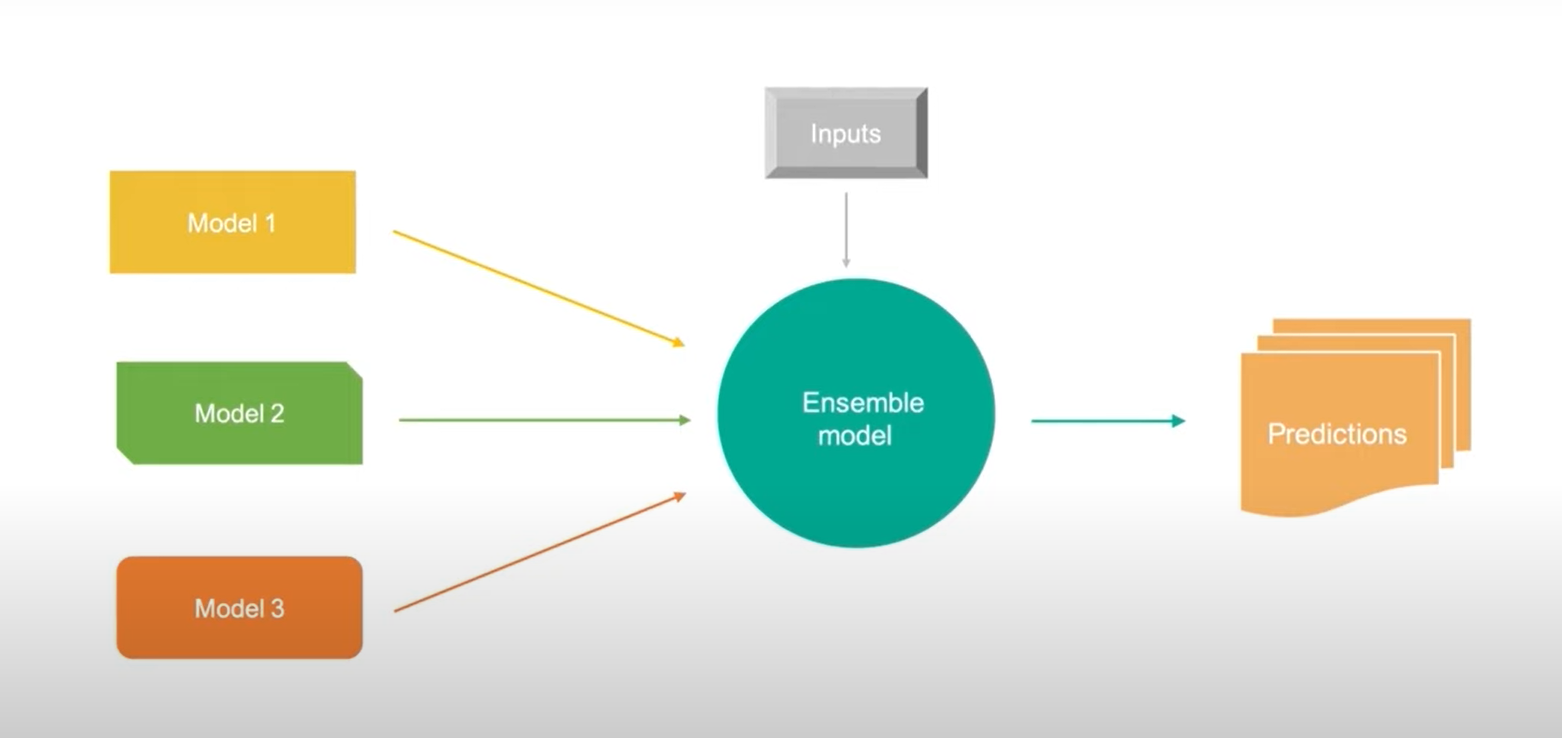 Inputs
Model 1
Model 2
Ensemble
model
Predictions
Model 3